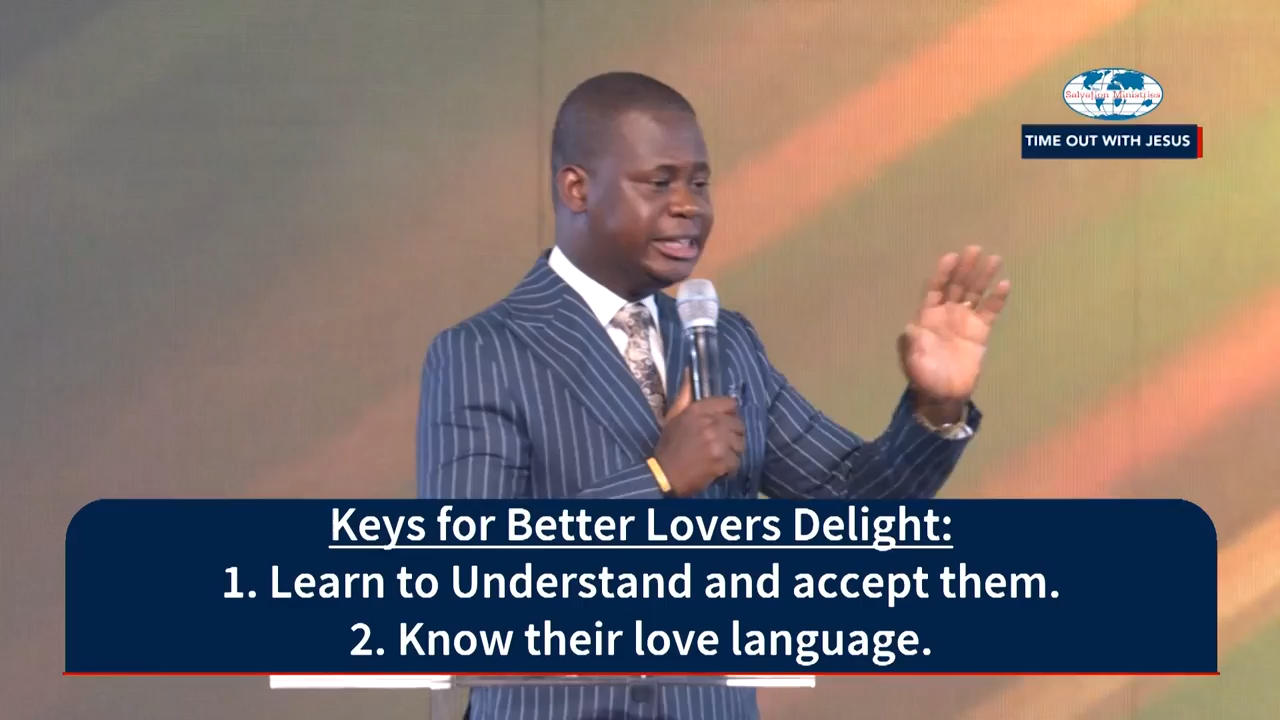 Salvation Ministries
TIME OUT WITH JESUS
Keys for Better Lovers Delight:
1. Learn to Understand and accept them.
2. Know their love language.